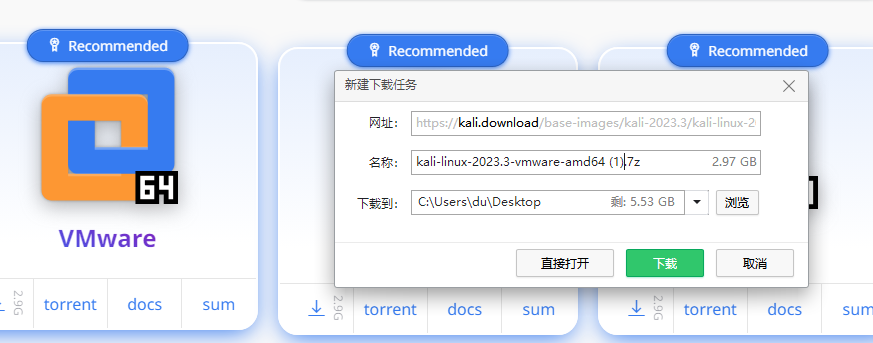 Recommended
Recommended
Recommended
64
VMware
2.9G
torrent
docs
sum
新建下载任务
网址：
https://kali.download/base-images/kali-2023.3/kali-linux-2
名称：
kali-linux-2023.3-vmware-amd64 (1).7z
2.97 GB
下载到：
C:\Users\du\Desktop
剩: 5.53 GB
浏览
直接打开
下载
取消
2.9G
torrent
docs
sum
2.9G
torrent
docs
sum